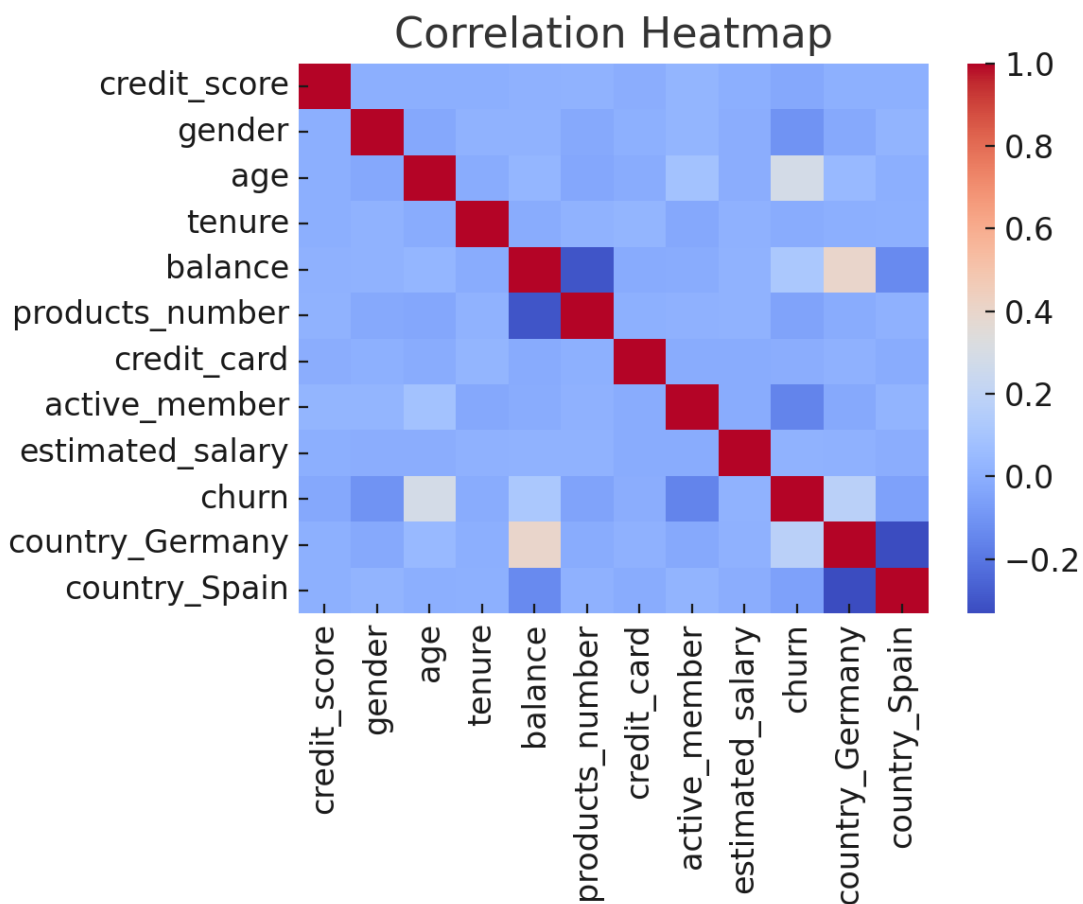 Correlation Heatmap
credit_score
gender
age
tenure
balance
products_number
credit_card
active_member
estimated_salary
churn
country_Germany
country_Spain
credit_score
gender
age
tenure
balance
products_number
credit_card
active_member
estimated_salary
churn
country_Germany
country_Spain
1.0
0.8
0.6
0.4
0.2
0.0
−0.2